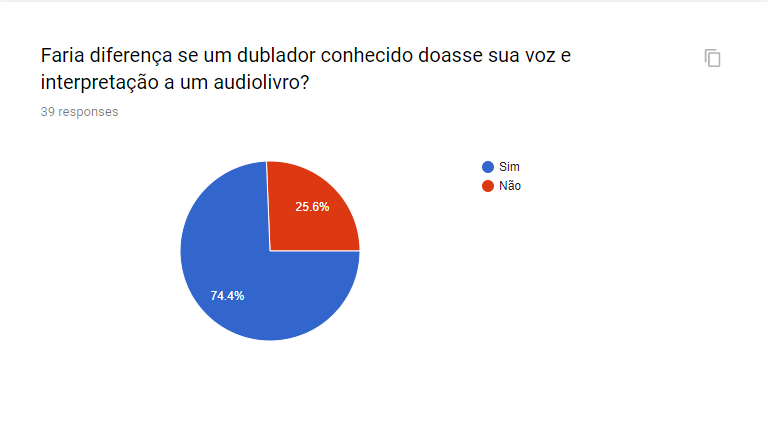 Faria diferença se um dublador conhecido doasse sua voz e
interpretação a um audiolivro?
39 responses
Sim
Não
25.6%
74.4%